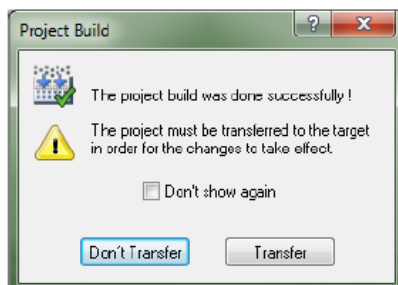 Project Build
The project build was done successfully !
The project must be transferred to the target
in order for the changes to take effect.
Don't show again
Don't Transfer
Transfer